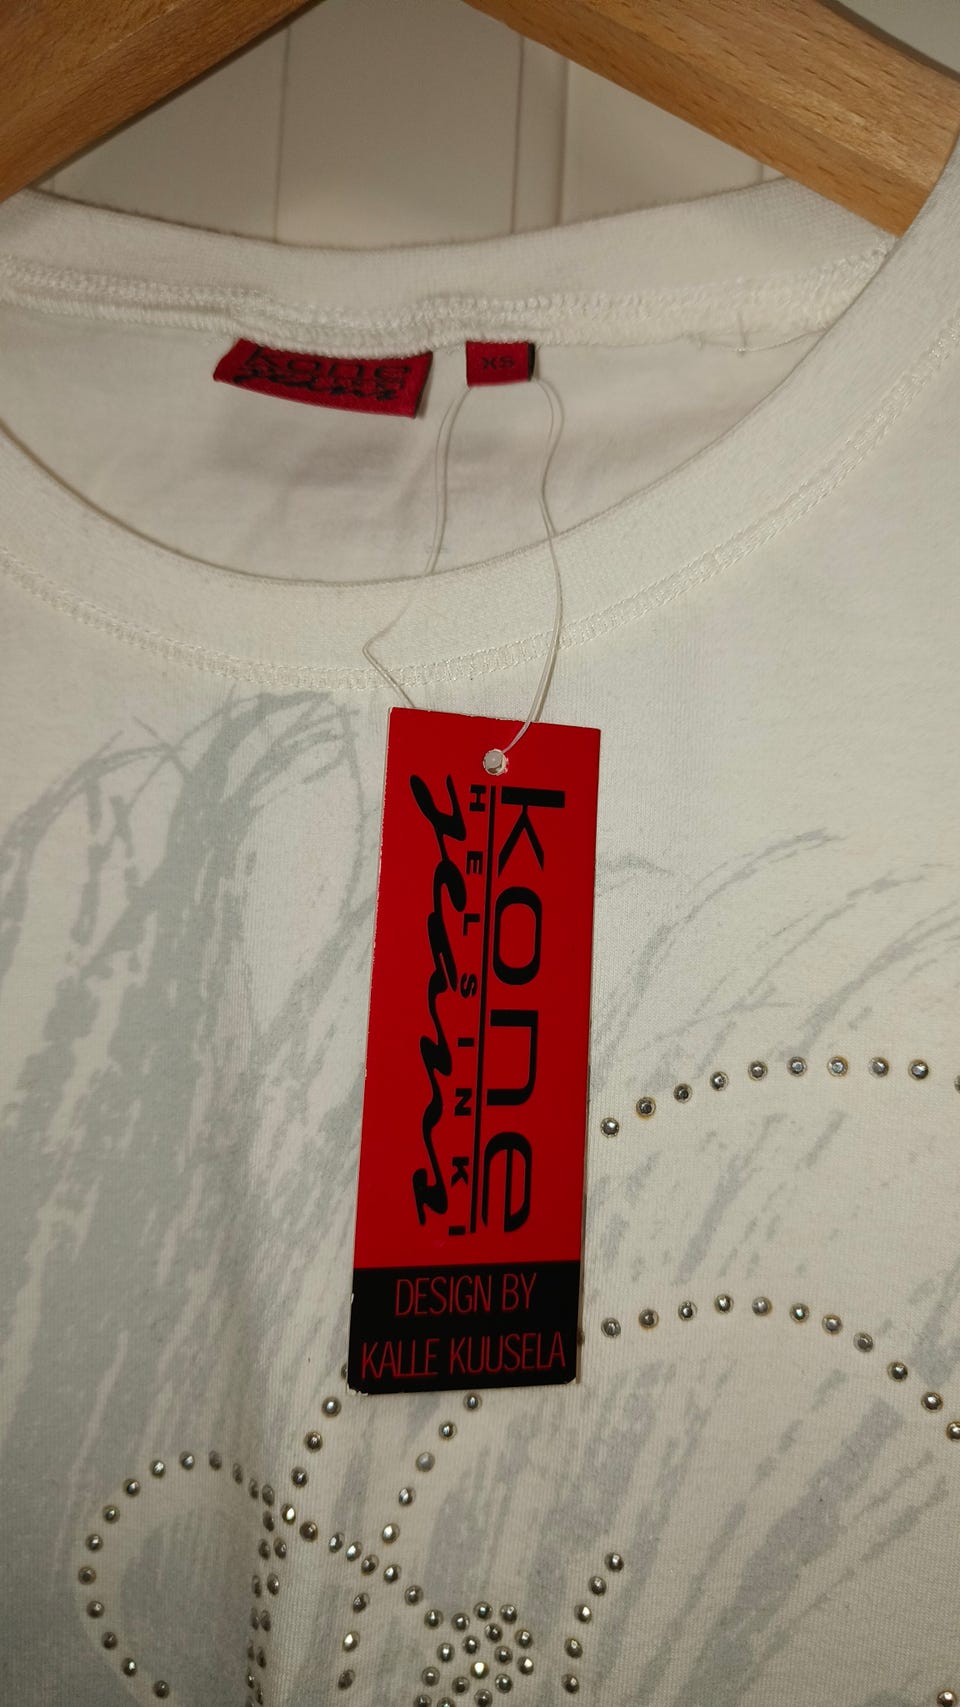 kone
jeans
XS
kone
HELSINKI
jeans
DESIGN BY
KALLE KUUSELA